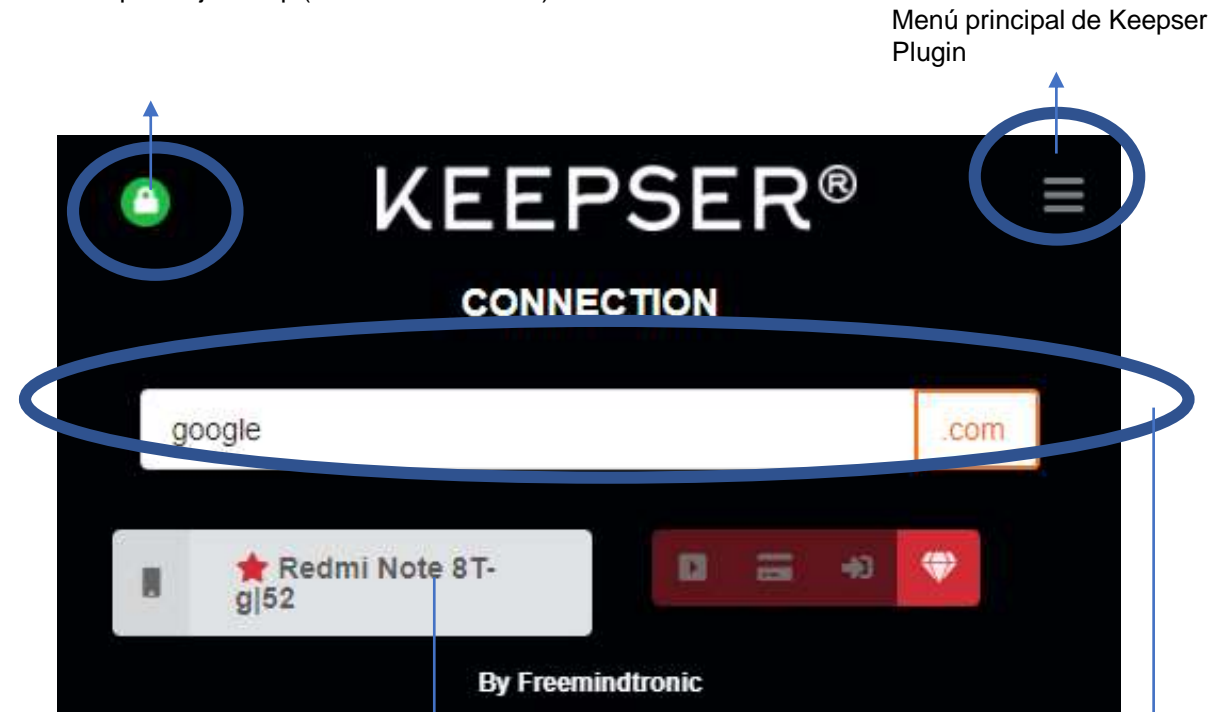 Menú principal de Keepser
Plugin
KEEPSER®
CONNECTION
google
.com
Redmi Note 8T-
g|52
By Freemindtronic